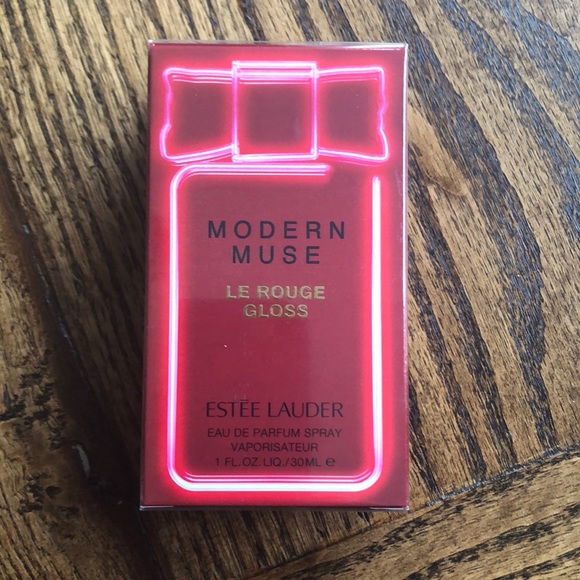 MODERN
MUSE
LE ROUGE
GLOSS
ESTĒE LAUDER
EAU DE PARFUM SPRAY
VAPORISATEUR
1 FL.OZ.LIQ./30ML ℮